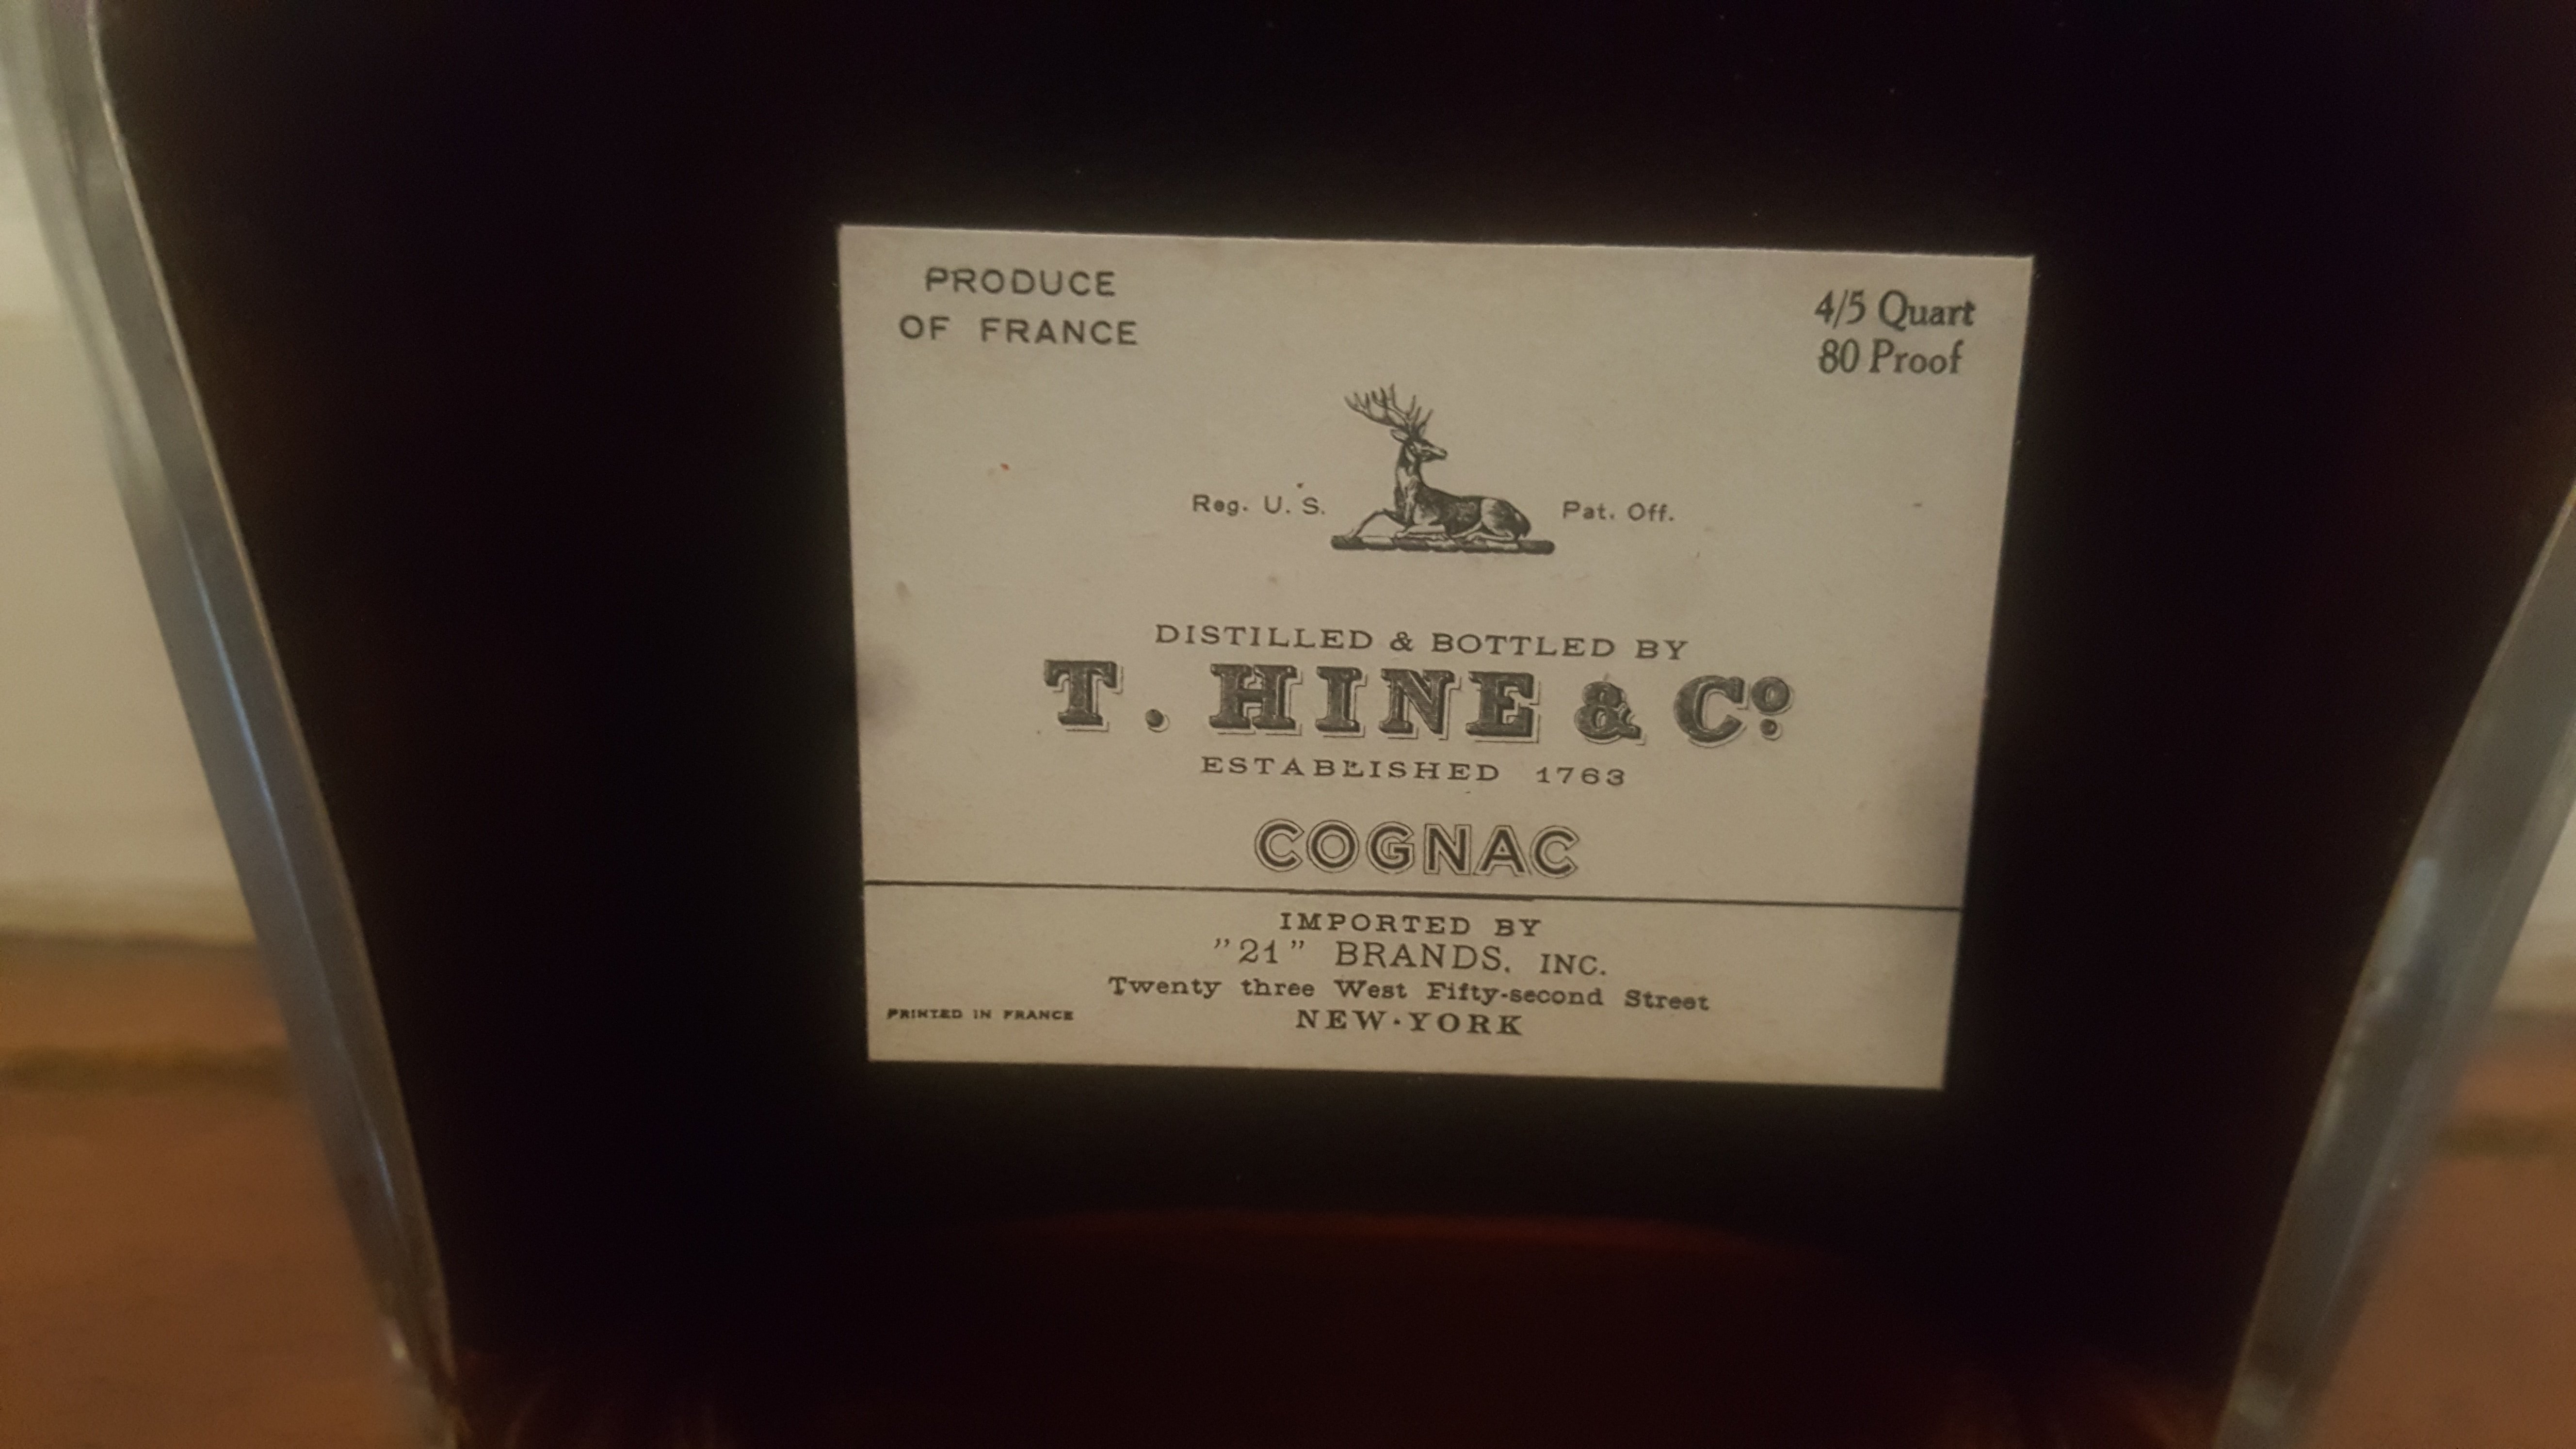 PRODUCE
OF FRANCE
4/5 Quart
80 Proof
Reg. U. S. Pat. Off.
DISTILLED & BOTTLED BY
T. HINE & Cº.
ESTABLISHED 1763
COGNAC
IMPORTED BY
"21" BRANDS, INC.
Twenty three West Fifty-second Street
NEW·YORK
PRINTED IN FRANCE